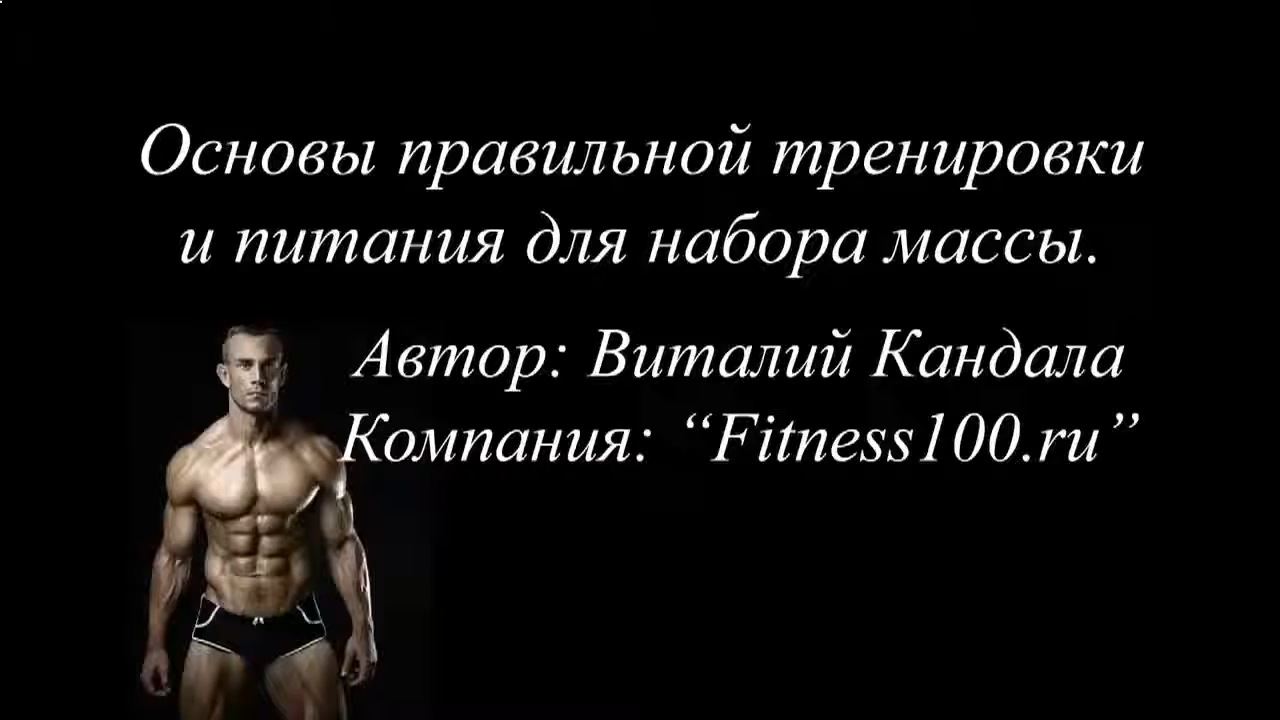 Основы правильной тренировки
и питания для набора массы.
Автор: Виталий Кандала
Компания: “Fitness100.ru”